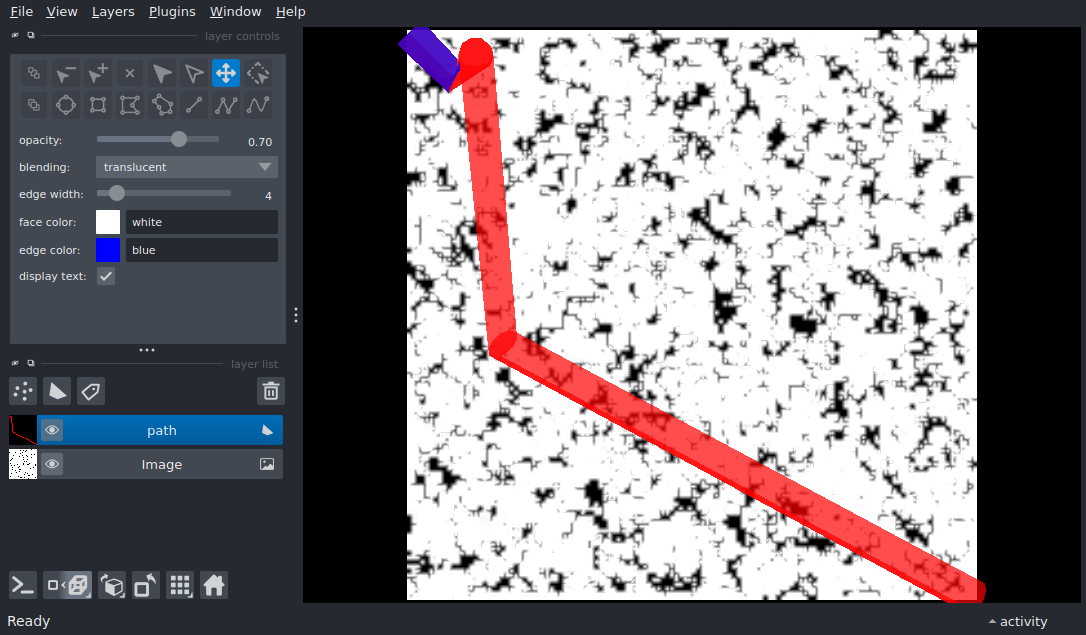 File View Layers Plugins Window Help
layer controls
opacity: 0.70
blending: translucent
edge width: 4
face color: white
edge color: blue
display text:
layer list
path
Image
Ready activity